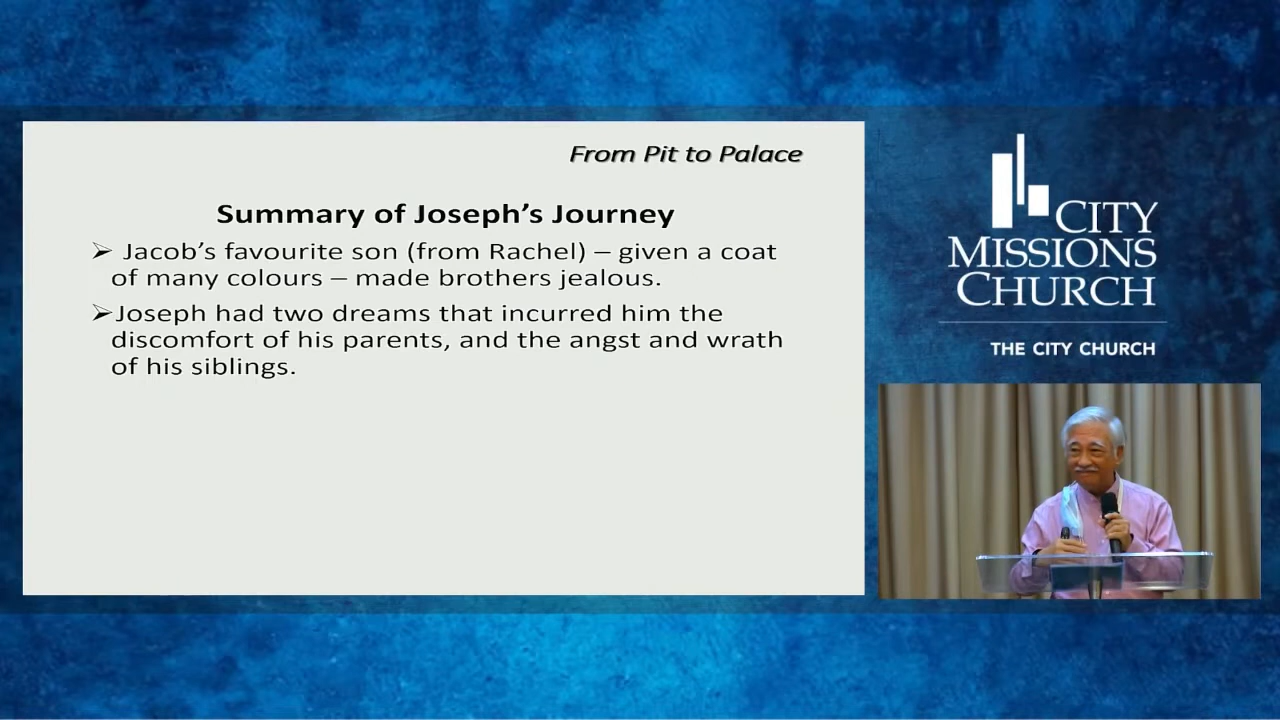 From Pit to Palace
Summary of Joseph’s Journey
➢ Jacob’s favourite son (from Rachel) – given a coat
of many colours – made brothers jealous.
➢Joseph had two dreams that incurred him the
discomfort of his parents, and the angst and wrath
of his siblings.
CITY
MISSIONS
CHURCH
THE CITY CHURCH